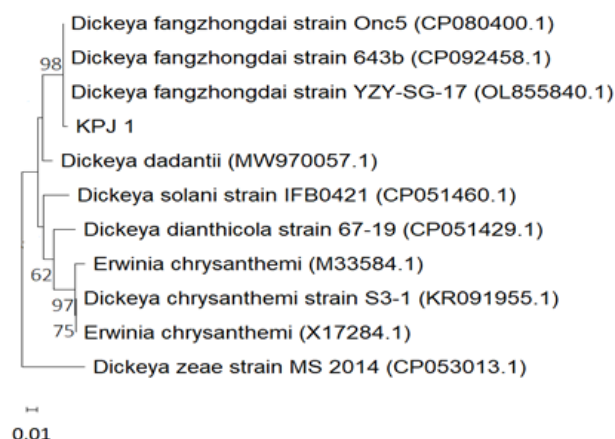 Dickeya fangzhongdai strain Onc5 (CP080400.1)
98
Dickeya fangzhongdai strain 643b (CP092458.1)
Dickeya fangzhongdai strain YZY-SG-17 (OL855840.1)
KPJ 1
Dickeya dadantii (MW970057.1)
Dickeya solani strain IFB0421 (CP051460.1)
Dickeya dianthicola strain 67-19 (CP051429.1)
Erwinia chrysanthemi (M33584.1)
62
97
Dickeya chrysanthemi strain S3-1 (KR091955.1)
75
Erwinia chrysanthemi (X17284.1)
Dickeya zeae strain MS 2014 (CP053013.1)
0.01